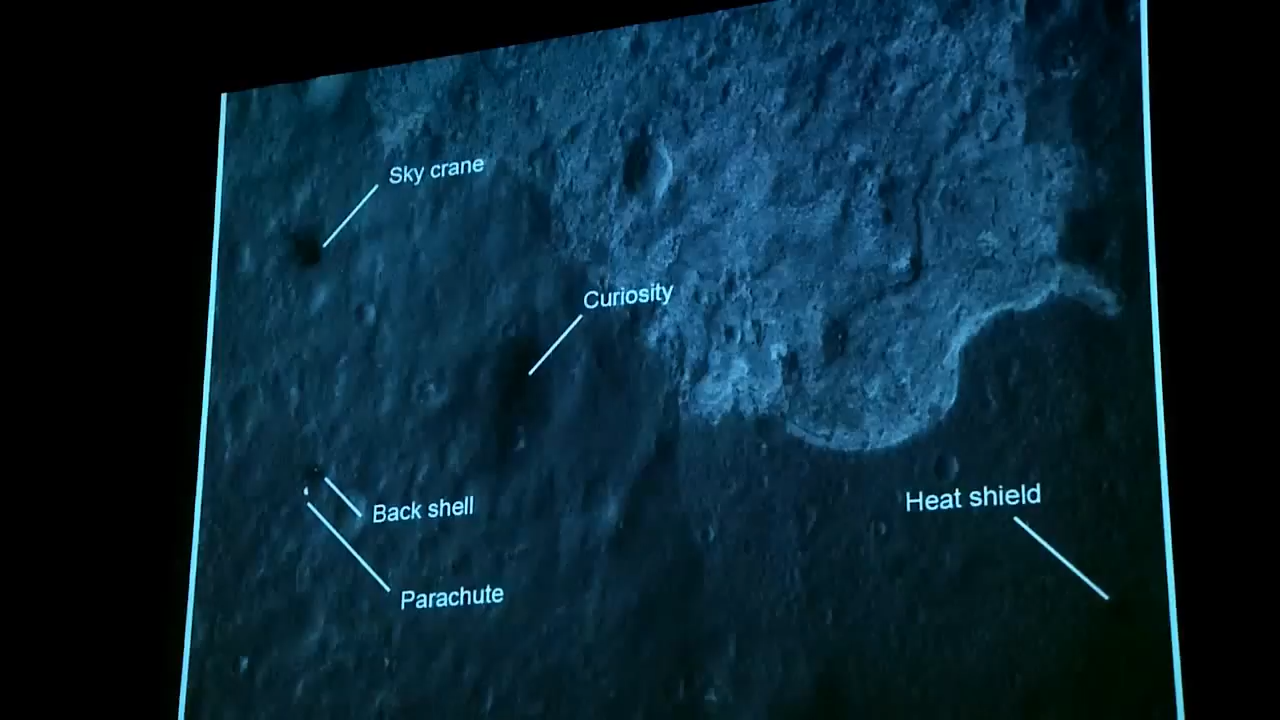 Sky crane
Curiosity
Back shell
Heat shield
Parachute